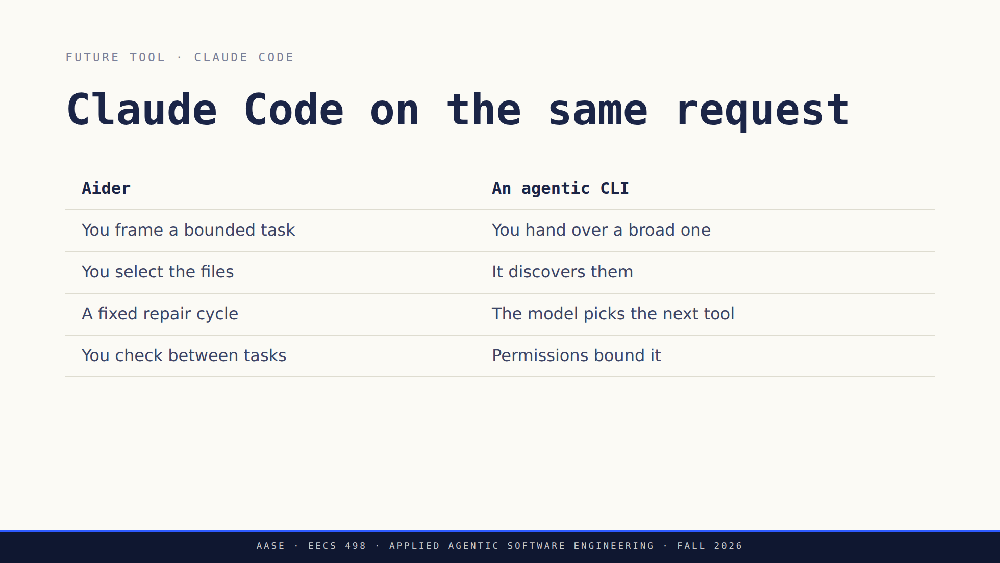 FUTURE TOOL · CLAUDE CODE
Claude Code on the same request
Aider An agentic CLI
You frame a bounded task You hand over a broad one
You select the files It discovers them
A fixed repair cycle The model picks the next tool
You check between tasks Permissions bound it
AASE · EECS 498 · APPLIED AGENTIC SOFTWARE ENGINEERING · FALL 2026